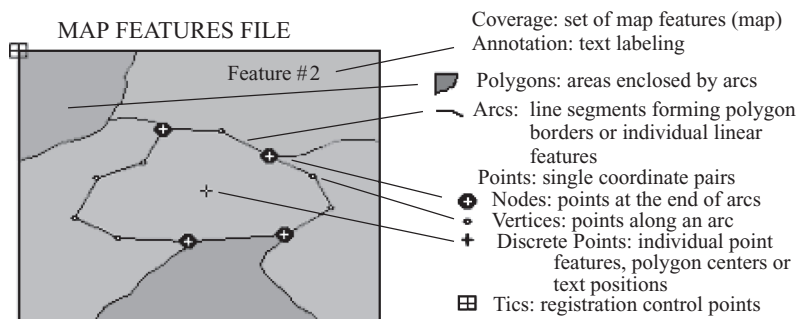 MAP FEATURES FILE
Feature #2
Coverage: set of map features (map)
Annotation: text labeling
Polygons: areas enclosed by arcs
Arcs: line segments forming polygon
borders or individual linear
features
Points: single coordinate pairs
Nodes: points at the end of arcs
Vertices: points along an arc
Discrete Points: individual point
features, polygon centers or
text positions
Tics: registration control points